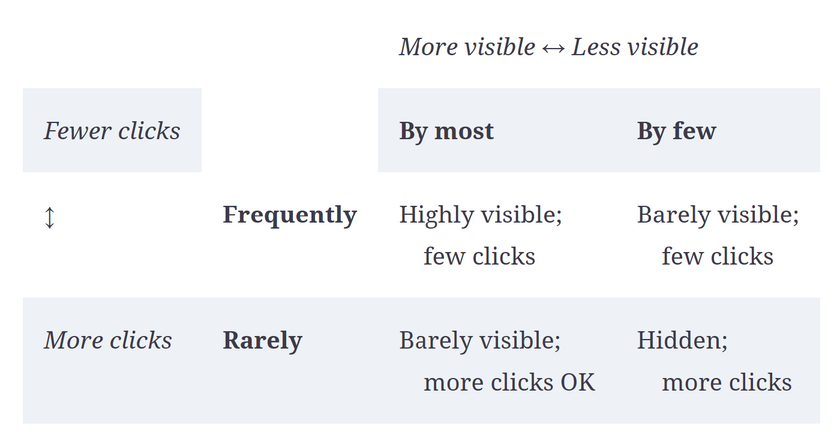 More visible ↔ Less visible
Fewer clicks By most By few
↕ Frequently Highly visible; Barely visible;
few clicks few clicks
More clicks Rarely Barely visible; Hidden;
more clicks OK more clicks